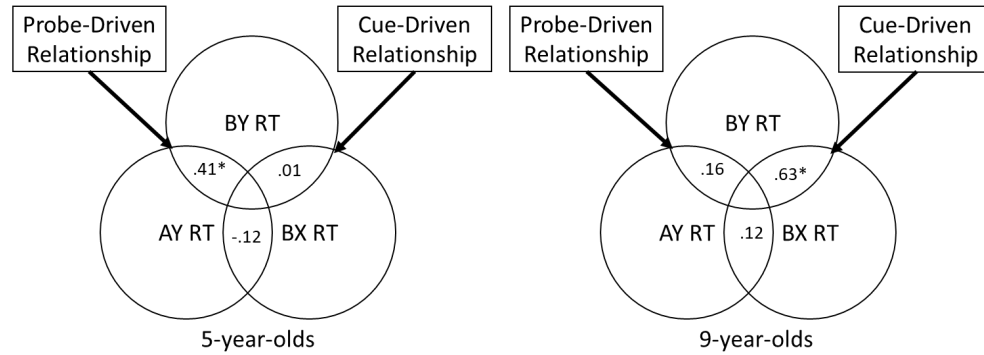 Probe-Driven
Relationship
Cue-Driven
Relationship
BY RT
.41*
.01
AY RT
-.12
BX RT
5-year-olds
Probe-Driven
Relationship
Cue-Driven
Relationship
BY RT
.16
.63*
AY RT
.12
BX RT
9-year-olds